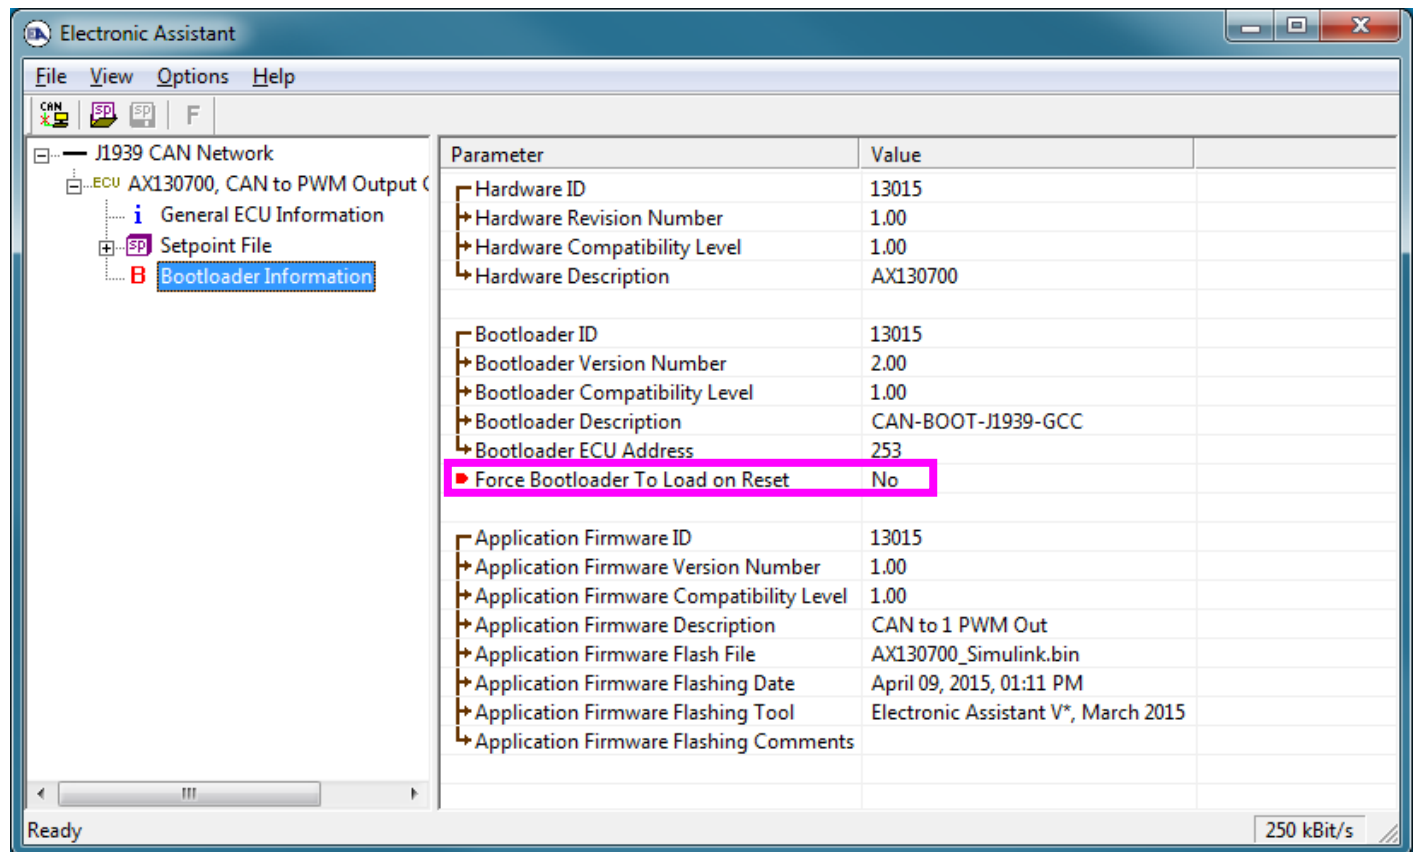 Electronic Assistant
File View Options Help
CAN SP SP F
J1939 CAN Network
ECU AX130700, CAN to PWM Output
i General ECU Information
SP Setpoint File
B Bootloader Information
Parameter Value
Hardware ID 13015
Hardware Revision Number 1.00
Hardware Compatibility Level 1.00
Hardware Description AX130700
Bootloader ID 13015
Bootloader Version Number 2.00
Bootloader Compatibility Level 1.00
Bootloader Description CAN-BOOT-J1939-GCC
Bootloader ECU Address 253
Force Bootloader To Load on Reset No
Application Firmware ID 13015
Application Firmware Version Number 1.00
Application Firmware Compatibility Level 1.00
Application Firmware Description CAN to 1 PWM Out
Application Firmware Flash File AX130700_Simulink.bin
Application Firmware Flashing Date April 09, 2015, 01:11 PM
Application Firmware Flashing Tool Electronic Assistant V*, March 2015
Application Firmware Flashing Comments
Ready 250 kBit/s